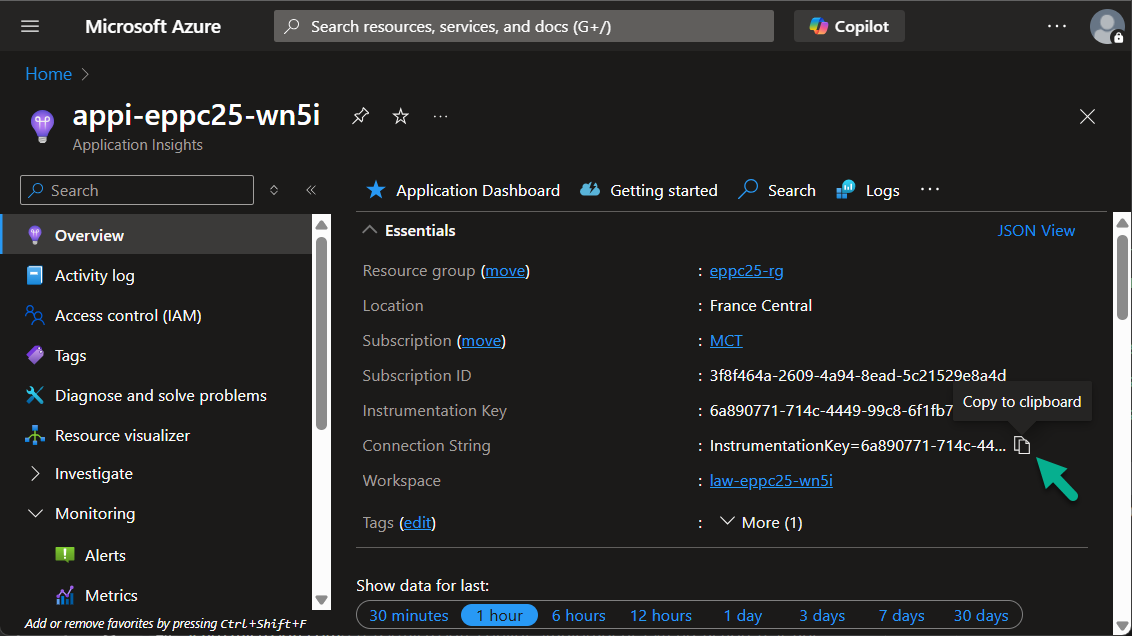 Microsoft Azure
Search resources, services, and docs (G+/)
Copilot
Home
appi-eppc25-wn5i
Application Insights
Search
Application Dashboard
Getting started
Search
Logs
Overview
Activity log
Access control (IAM)
Tags
Diagnose and solve problems
Resource visualizer
Investigate
Monitoring
Alerts
Metrics
Add or remove favorites by pressing Ctrl+Shift+F
Essentials
JSON View
Resource group (move) : eppc25-rg
Location : France Central
Subscription (move) : MCT
Subscription ID : 3f8f464a-2609-4a94-8ead-5c21529e8a4d
Instrumentation Key : 6a890771-714c-4449-99c8-6f1fb7
Copy to clipboard
Connection String : InstrumentationKey=6a890771-714c-44...
Workspace : law-eppc25-wn5i
Tags (edit) : More (1)
Show data for last:
30 minutes 1 hour 6 hours 12 hours 1 day 3 days 7 days 30 days